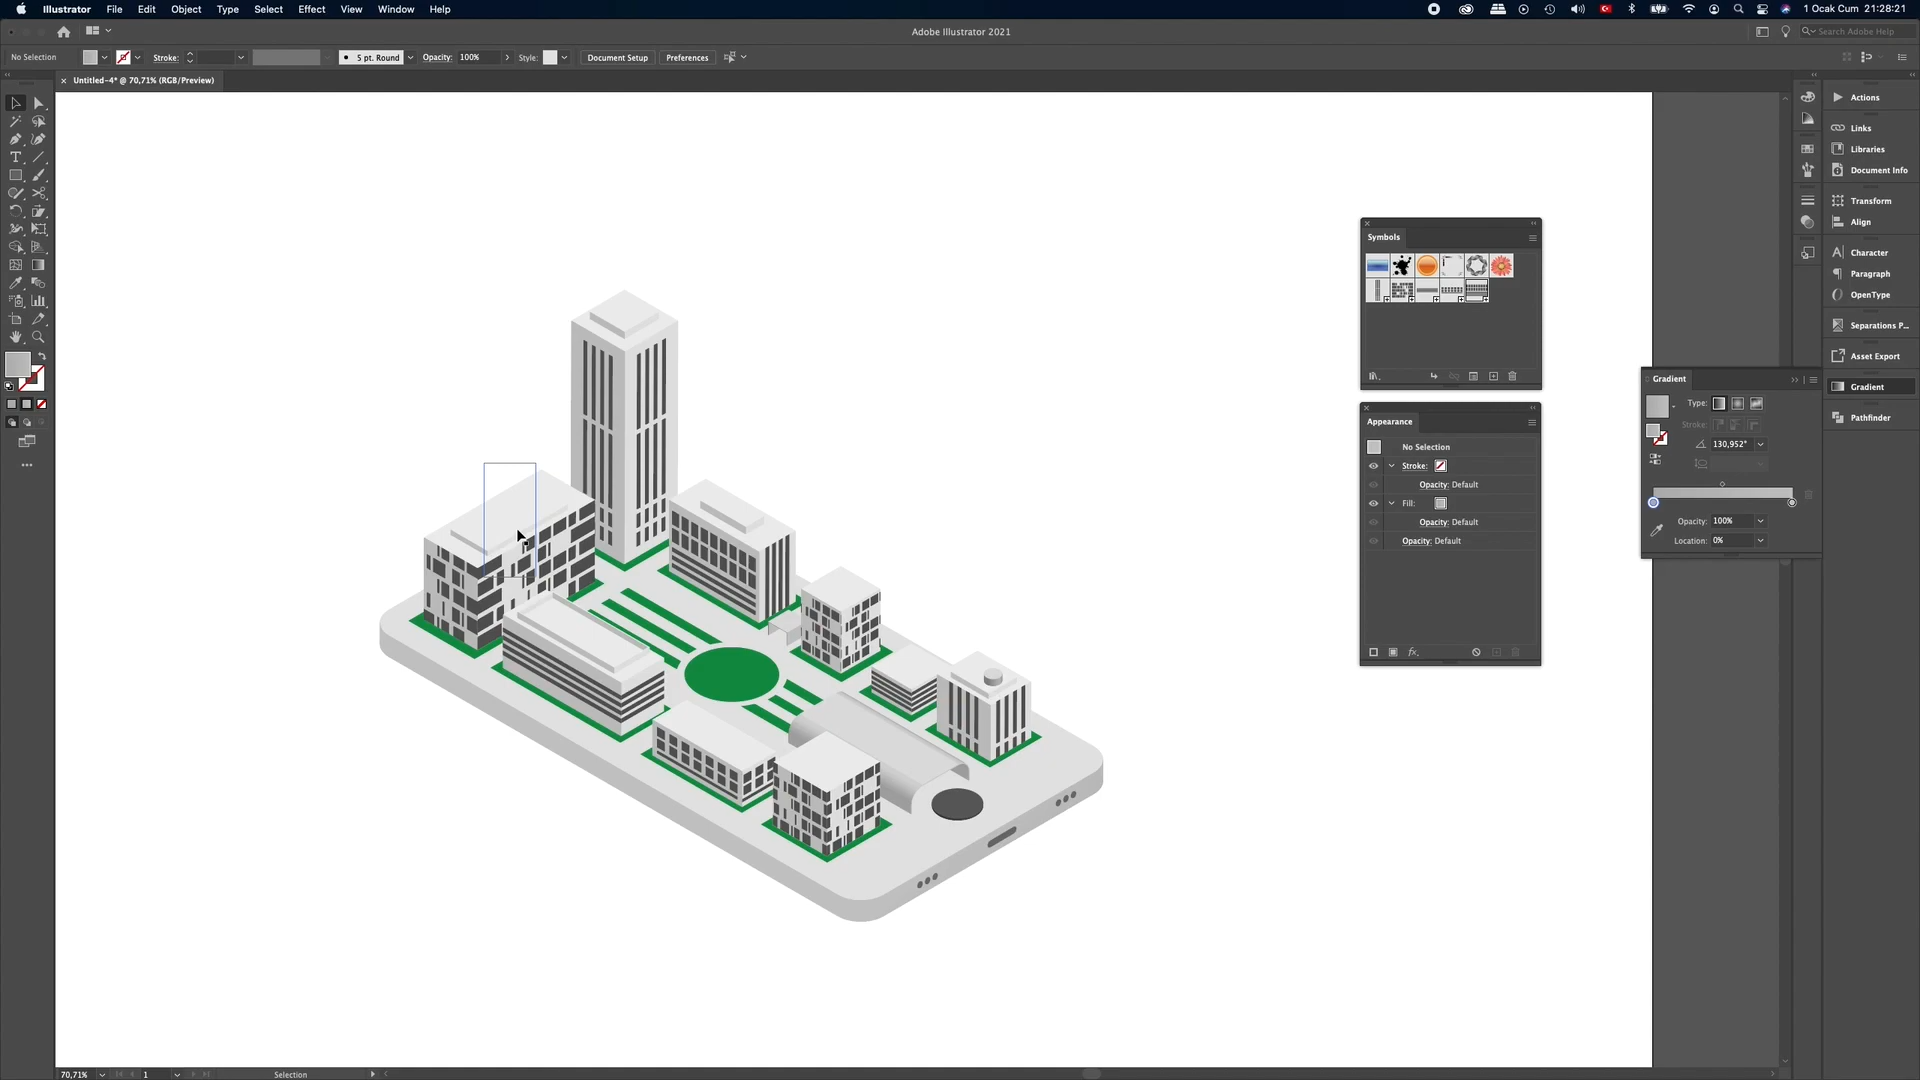 Illustrator File Edit Object Type Select Effect View Window Help
1 Ocak Cum 21:28:21
Adobe Illustrator 2021
Search Adobe Help
No Selection
Stroke:
5 pt. Round
Opacity: 100%
Style:
Document Setup
Preferences
Untitled-4* @ 70,71% (RGB/Preview)
Actions
Links
Libraries
Document Info
Transform
Align
Character
Paragraph
OpenType
Separations P...
Asset Export
Gradient
Pathfinder
Symbols
Appearance
No Selection
Stroke:
Opacity: Default
Fill:
Opacity: Default
Opacity: Default
Gradient
Type:
Stroke:
130,952°
Opacity: 100%
Location: 0%
70,71%
1
Selection